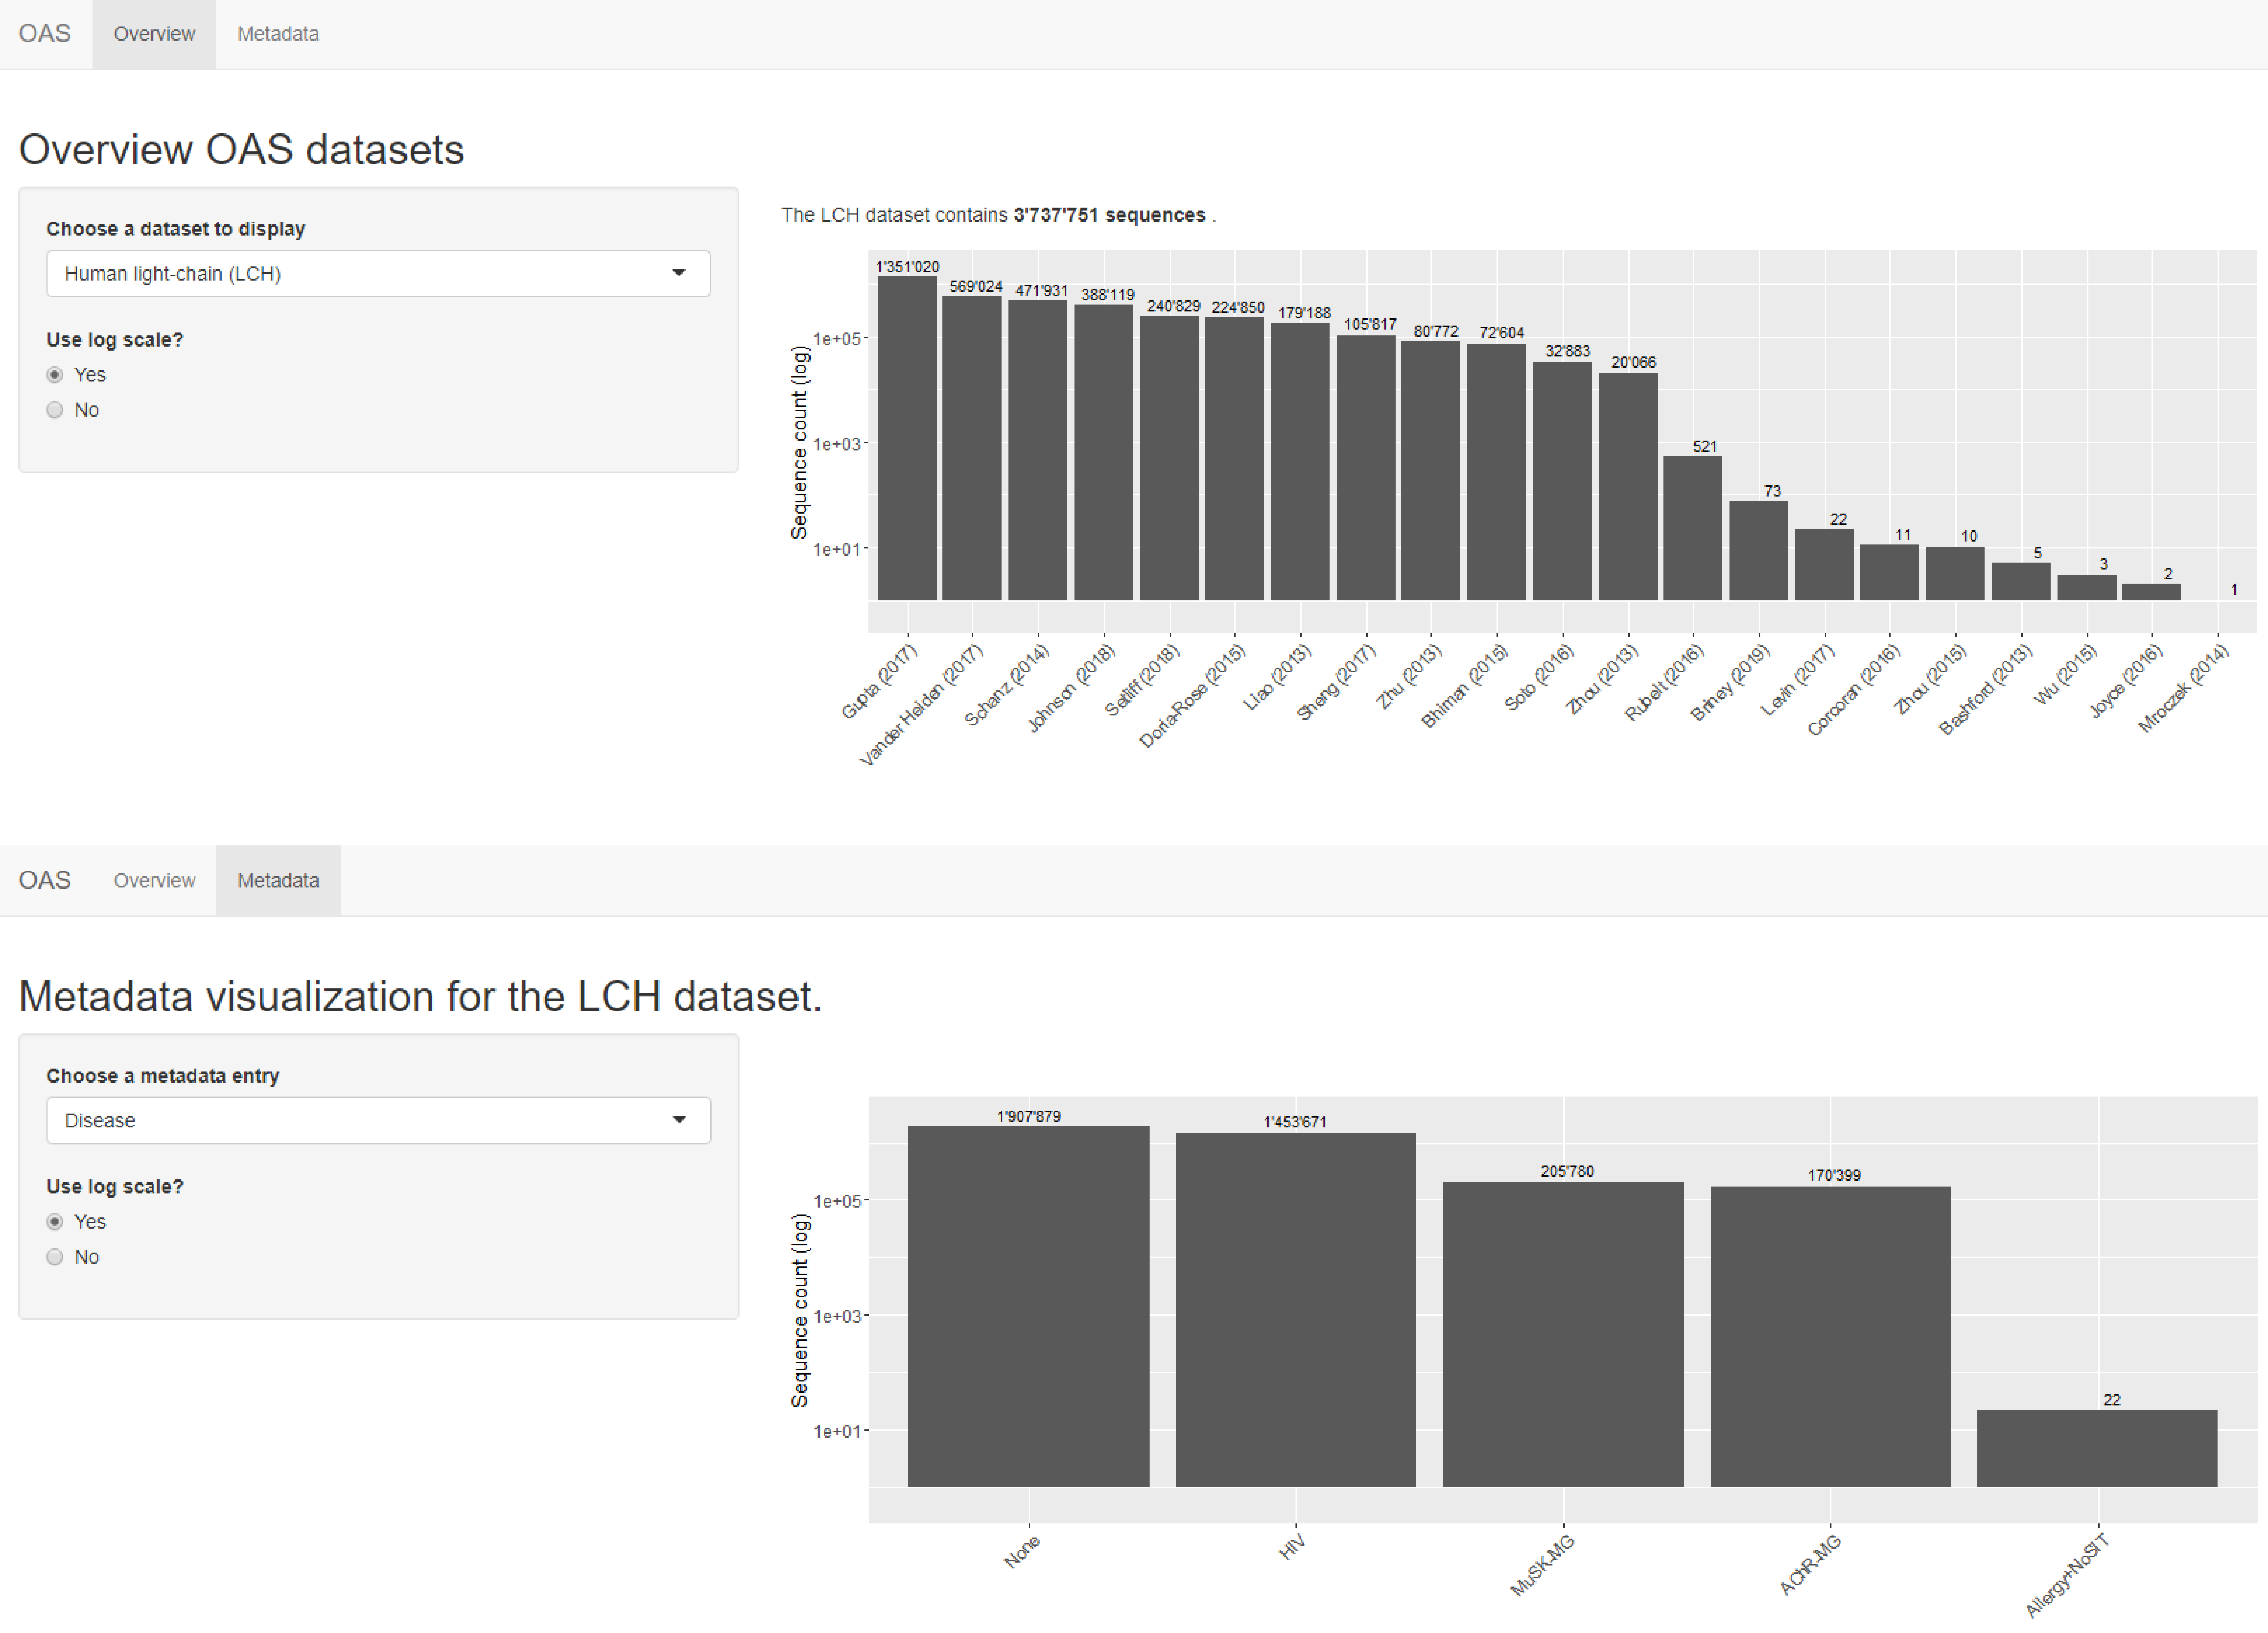 OAS Overview Metadata
Overview OAS datasets
Choose a dataset to display
Human light-chain (LCH)
Use log scale?
Yes
No
The LCH dataset contains 3'737'751 sequences .
Sequence count (log)
1e+05
1e+03
1e+01
1'351'020
569'024
471'931
388'119
240'829
224'850
179'188
105'817
80'772
72'604
32'883
20'066
521
73
22
11
10
5
3
2
1
Gupta (2017)
Vander Heiden (2017)
Schanz (2014)
Johnson (2018)
Setliff (2018)
Doria-Rose (2015)
Liao (2013)
Sheng (2017)
Zhu (2013)
Bhiman (2015)
Soto (2016)
Zhou (2013)
Rubelt (2016)
Briney (2019)
Levin (2017)
Corcoran (2016)
Zhou (2015)
Bashford (2013)
Wu (2015)
Joyce (2016)
Mroczek (2014)
OAS Overview Metadata
Metadata visualization for the LCH dataset.
Choose a metadata entry
Disease
Use log scale?
Yes
No
Sequence count (log)
1e+05
1e+03
1e+01
1'907'879
1'453'671
205'780
170'399
22
None
HIV
MuSK-MG
AChR-MG
Allergy+NoSIT